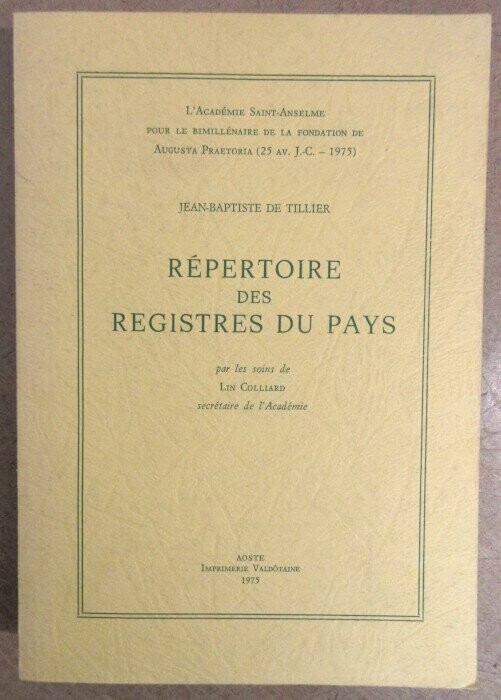 L'Académie Saint-Anselme
pour le bimillénaire de la fondation de
Augusta Praetoria (25 av. J.-C. – 1975)
JEAN-BAPTISTE DE TILLIER
RÉPERTOIRE
DES
REGISTRES DU PAYS
par les soins de
Lin Colliard
secrétaire de l'Académie
AOSTE
Imprimerie Valdôtaine
1975